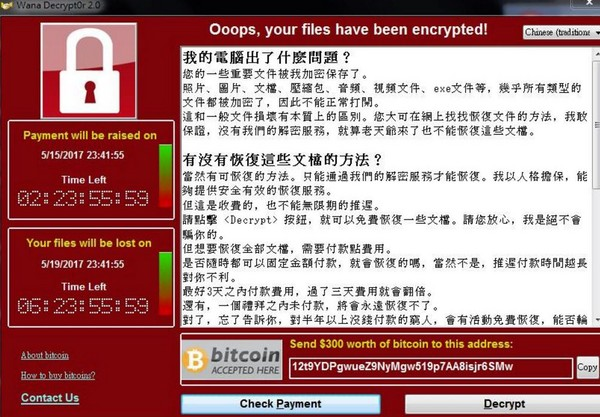 Wana Decrypt0r 2.0
x
Ooops, your files have been encrypted!
Chinese (traditiona
Payment will be raised on
5/15/2017 23:41:55
Time Left
02:23:55:59
Your files will be lost on
5/19/2017 23:41:55
Time Left
06:23:55:59
About bitcoin
How to buy bitcoins?
Contact Us
我的電腦出了什麼問題？
您的一些重要文件被我加密保存了。
照片、圖片、文檔、壓縮包、音頻、視頻文件、exe文件等，幾乎所有類型的
文件都被加密了，因此不能正常打開。
這和一般文件損壞有本質上的區別。您大可在網上找找恢復文件的方法，我敢
保證，沒有我們的解密服務，就算老天爺來了也不能恢復這些文檔。
有沒有恢復這些文檔的方法？
當然有可恢復的方法。只能通過我們的解密服務才能恢復。我以人格擔保，能
夠提供安全有效的恢復服務。
但這是收費的，也不能無限期的推遲。
請點擊 <Decrypt> 按鈕，就可以免費恢復一些文檔。請您放心，我是絕不會
騙你的。
但想要恢復全部文檔，需要付款點費用。
是否隨時都可以固定金額付款，就會恢復的嗎，當然不是，推遲付款時間越長
對你不利。
最好3天之內付款費用，過了三天費用就會翻倍。
還有，一個禮拜之內未付款，將會永遠恢復不了。
對了，忘了告訴你，對半年以上沒錢付款的窮人，會有活動免費恢復，能否輪
bitcoin
ACCEPTED HERE
Send $300 worth of bitcoin to this address:
12t9YDPgwueZ9NyMgw519p7AA8isjr6SMw
Copy
Check Payment
Decrypt